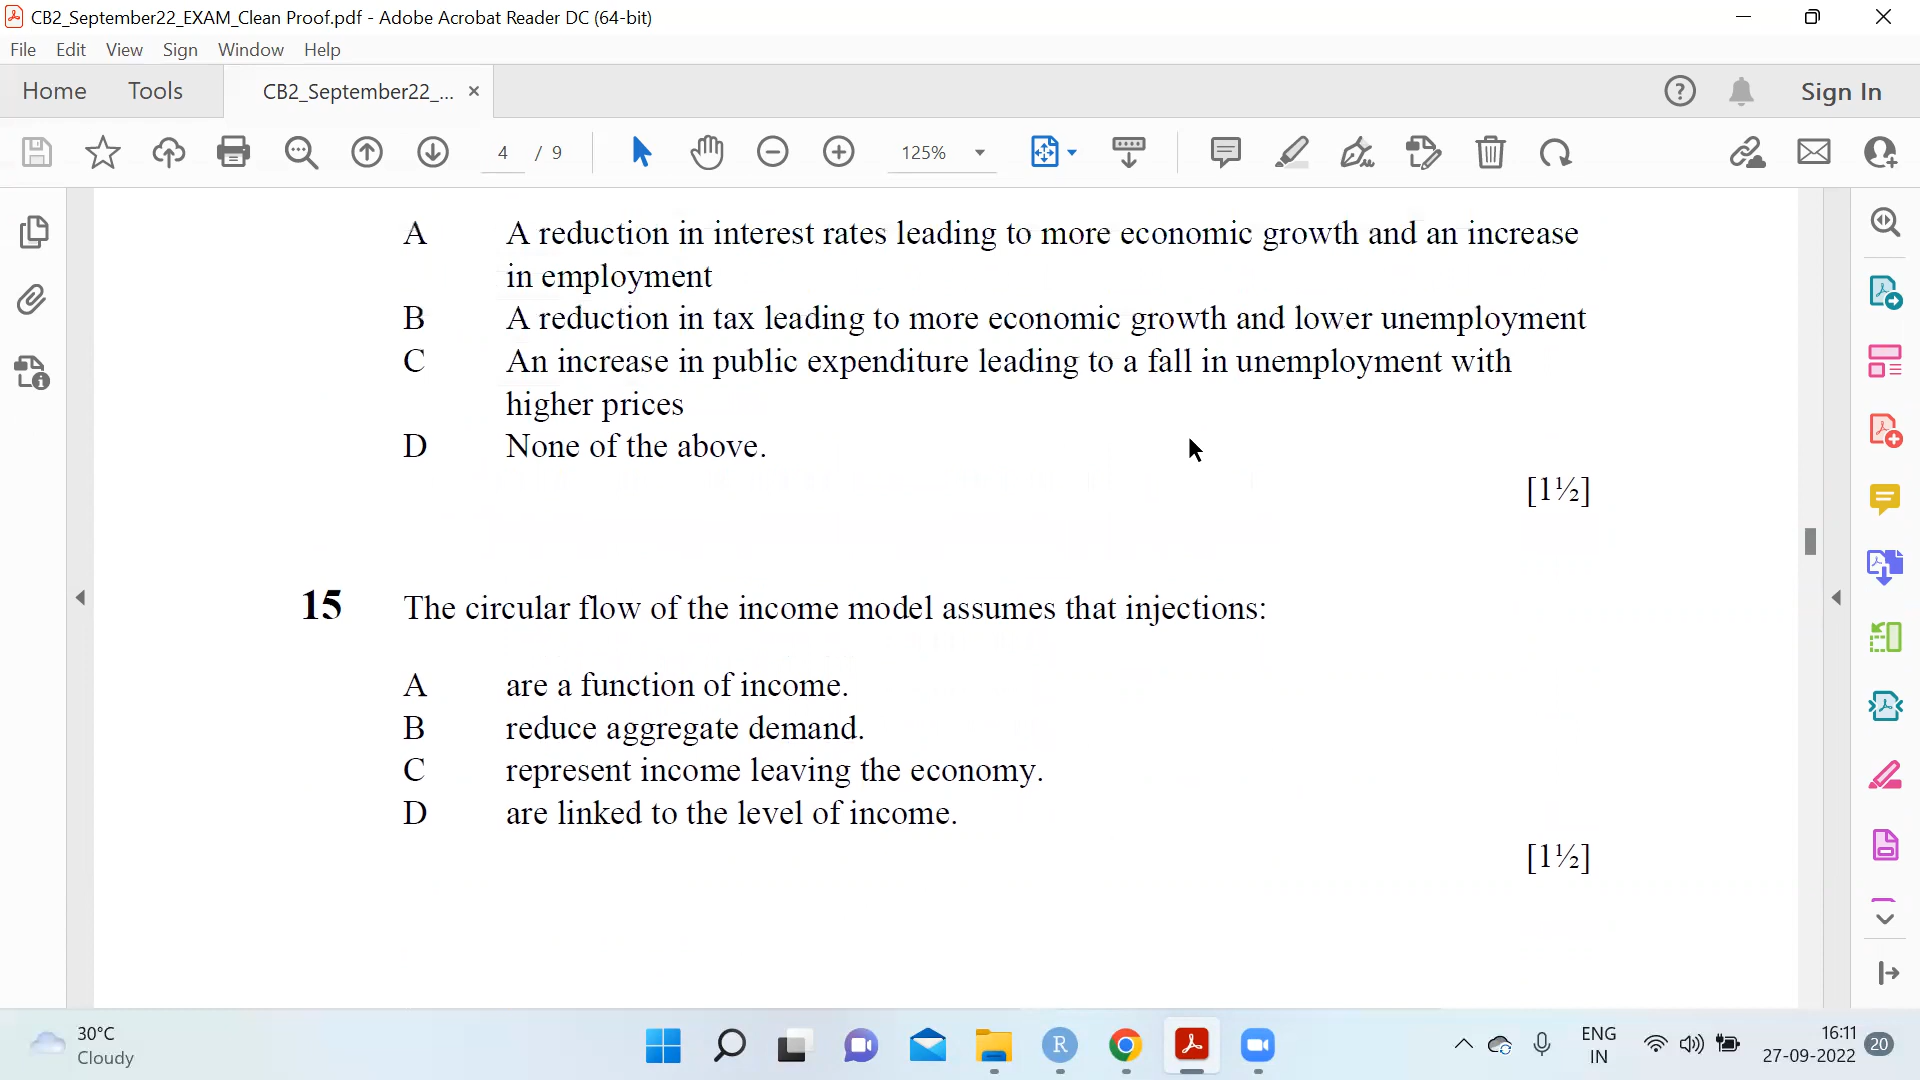 CB2_September22_EXAM_Clean Proof.pdf - Adobe Acrobat Reader DC (64-bit)
File Edit View Sign Window Help
Home Tools CB2_September22_... × ? Sign In
4 / 9 125%
A A reduction in interest rates leading to more economic growth and an increase
in employment
B A reduction in tax leading to more economic growth and lower unemployment
C An increase in public expenditure leading to a fall in unemployment with
higher prices
D None of the above.
[1½]
15 The circular flow of the income model assumes that injections:
A are a function of income.
B reduce aggregate demand.
C represent income leaving the economy.
D are linked to the level of income.
[1½]
30°C
Cloudy
R
ENG
IN
16:11
27-09-2022
20